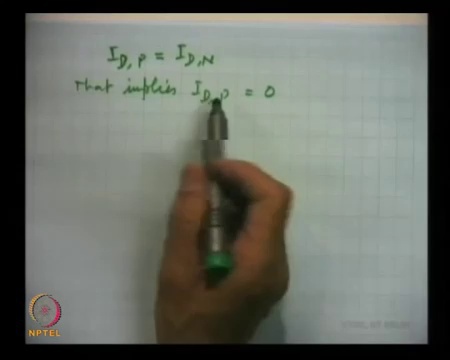 I_D,P = I_D,N
That implies I_D,P = 0
NPTEL